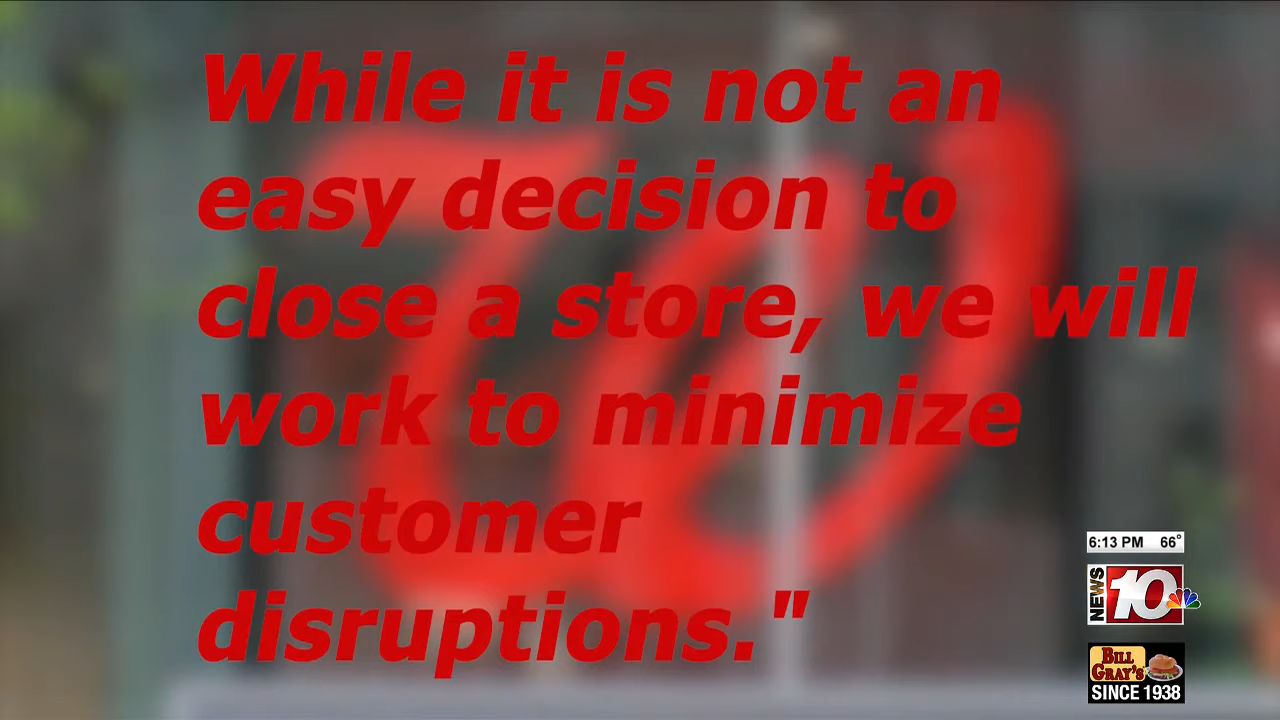 While it is not an
easy decision to
close a store, we will
work to minimize
customer
disruptions."
6:13 PM 66°
NEWS 10
BILL GRAY'S
SINCE 1938